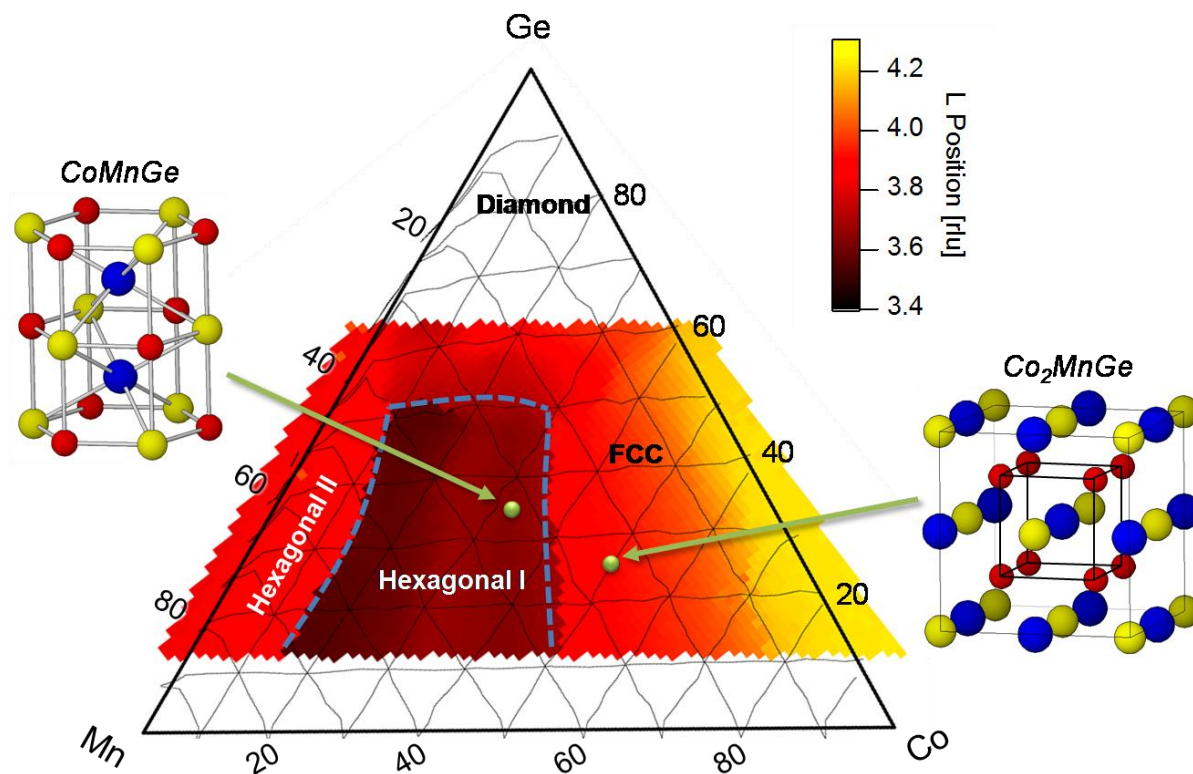 Ge
4.2
4.0
3.8
3.6
3.4
L Position [rlu]
CoMnGe
Diamond
20
80
40
60
Co₂MnGe
Hexagonal II
60
FCC
40
Hexagonal I
80
20
Mn
20
40
60
80
Co